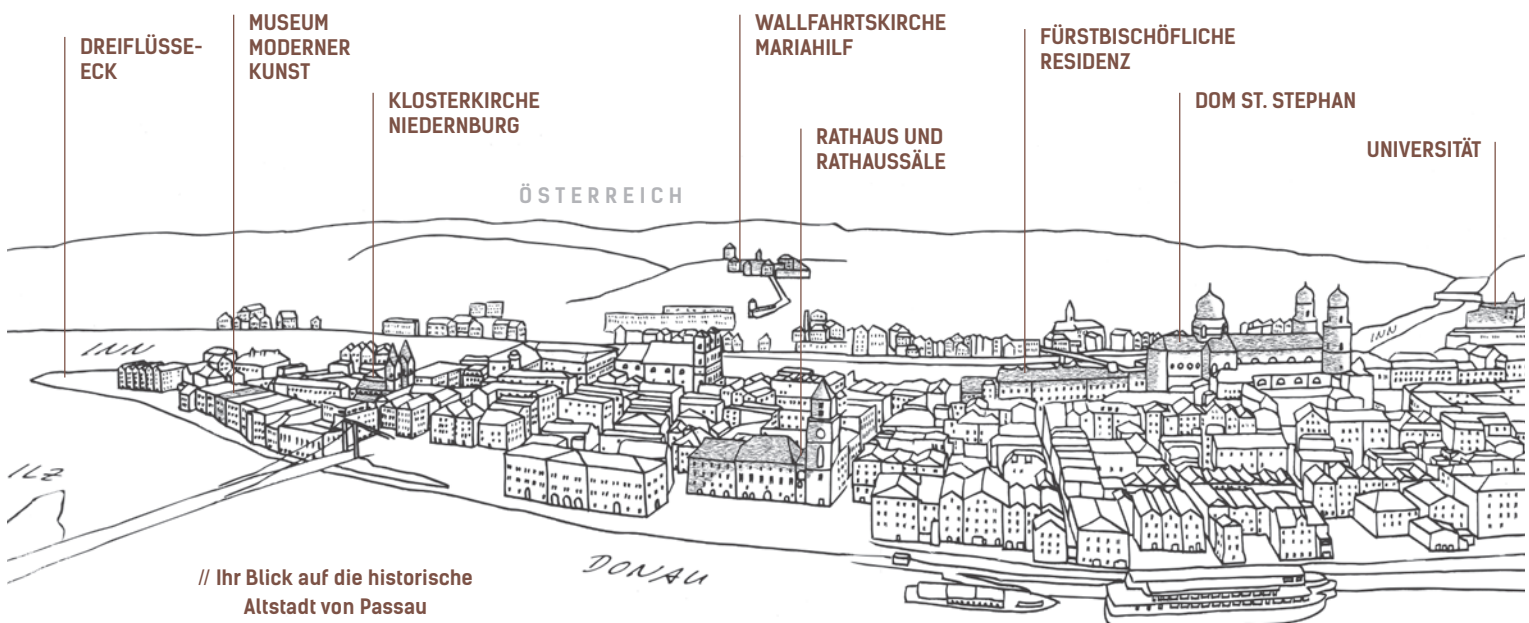 DREIFLÜSSE-
ECK
MUSEUM
MODERNER
KUNST
KLOSTERKIRCHE
NIEDERNBURG
WALLFAHRTSKIRCHE
MARIAHILF
RATHAUS UND
RATHAUSSÄLE
FÜRSTBISCHÖFLICHE
RESIDENZ
DOM ST. STEPHAN
UNIVERSITÄT
ÖSTERREICH
INN
INN
ILZ
DONAU
// Ihr Blick auf die historische
Altstadt von Passau